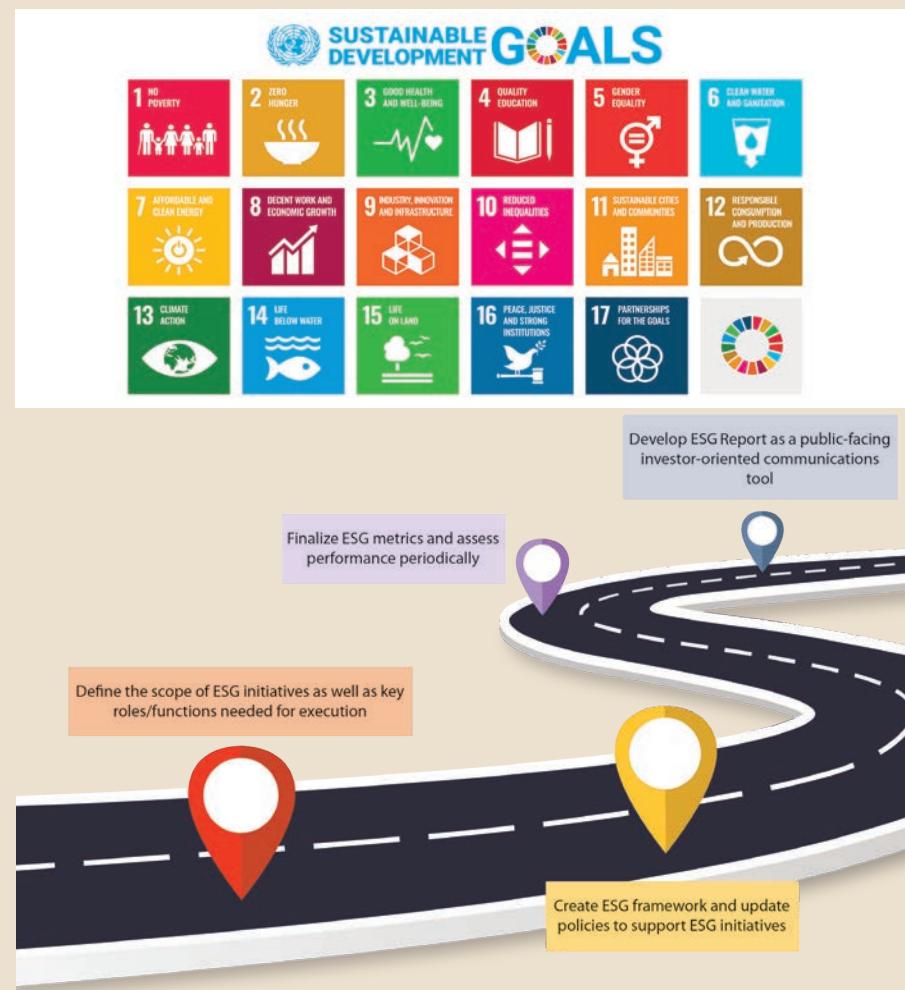 SUSTAINABLE
DEVELOPMENT GOALS
1 NO
POVERTY
2 ZERO
HUNGER
3 GOOD HEALTH
AND WELL-BEING
4 QUALITY
EDUCATION
5 GENDER
EQUALITY
6 CLEAN WATER
AND SANITATION
7 AFFORDABLE AND
CLEAN ENERGY
8 DECENT WORK AND
ECONOMIC GROWTH
9 INDUSTRY, INNOVATION
AND INFRASTRUCTURE
10 REDUCED
INEQUALITIES
11 SUSTAINABLE CITIES
AND COMMUNITIES
12 RESPONSIBLE
CONSUMPTION
AND PRODUCTION
13 CLIMATE
ACTION
14 LIFE
BELOW WATER
15 LIFE
ON LAND
16 PEACE, JUSTICE
AND STRONG
INSTITUTIONS
17 PARTNERSHIPS
FOR THE GOALS
Develop ESG Report as a public-facing
investor-oriented communications
tool
Finalize ESG metrics and assess
performance periodically
Define the scope of ESG initiatives as well as key
roles/functions needed for execution
Create ESG framework and update
policies to support ESG initiatives